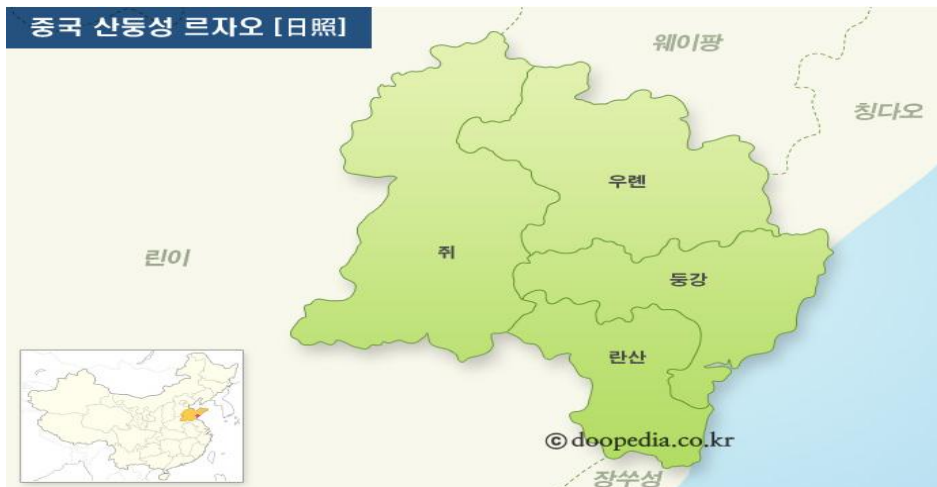 중국 산둥성 르자오 [日照]
웨이팡
칭다오
우롄
쥐
린이
둥강
란산
ⓒ doopedia.co.kr
장쑤성